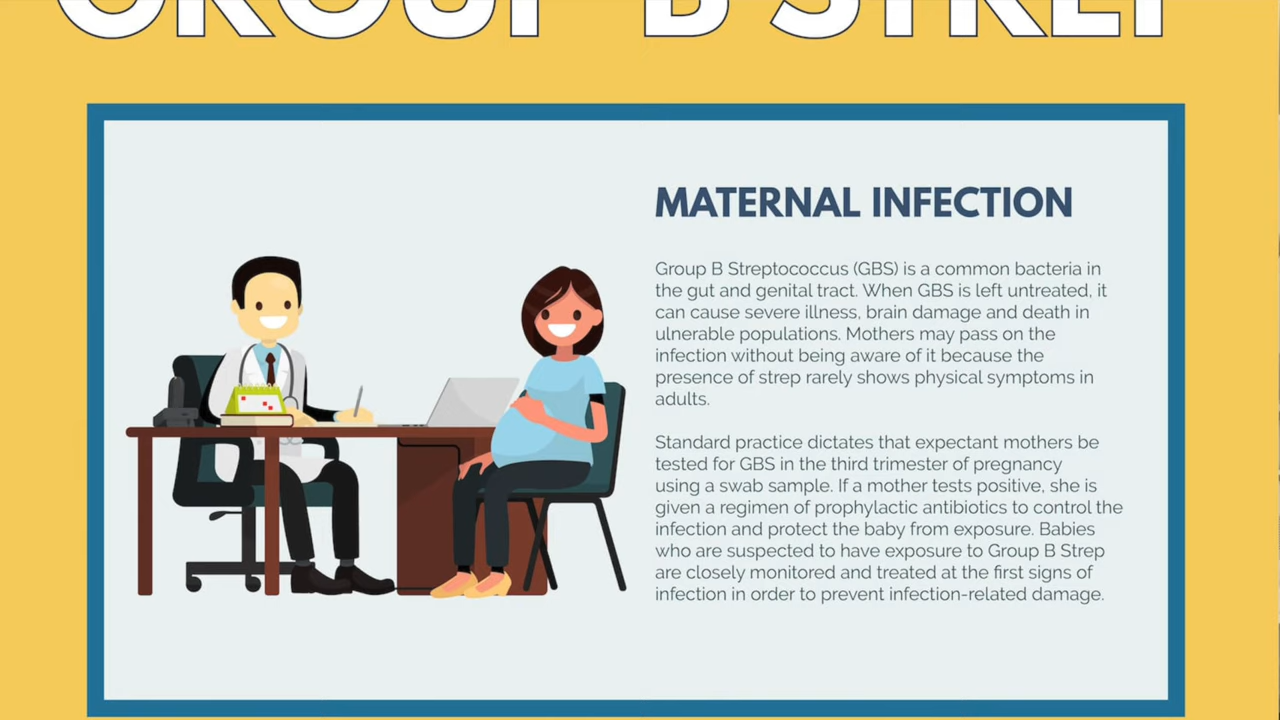 GROUP B STREP
MATERNAL INFECTION
Group B Streptococcus (GBS) is a common bacteria in
the gut and genital tract. When GBS is left untreated, it
can cause severe illness, brain damage and death in
ulnerable populations. Mothers may pass on the
infection without being aware of it because the
presence of strep rarely shows physical symptoms in
adults.
Standard practice dictates that expectant mothers be
tested for GBS in the third trimester of pregnancy
using a swab sample. If a mother tests positive, she is
given a regimen of prophylactic antibiotics to control the
infection and protect the baby from exposure. Babies
who are suspected to have exposure to Group B Strep
are closely monitored and treated at the first signs of
infection in order to prevent infection-related damage.